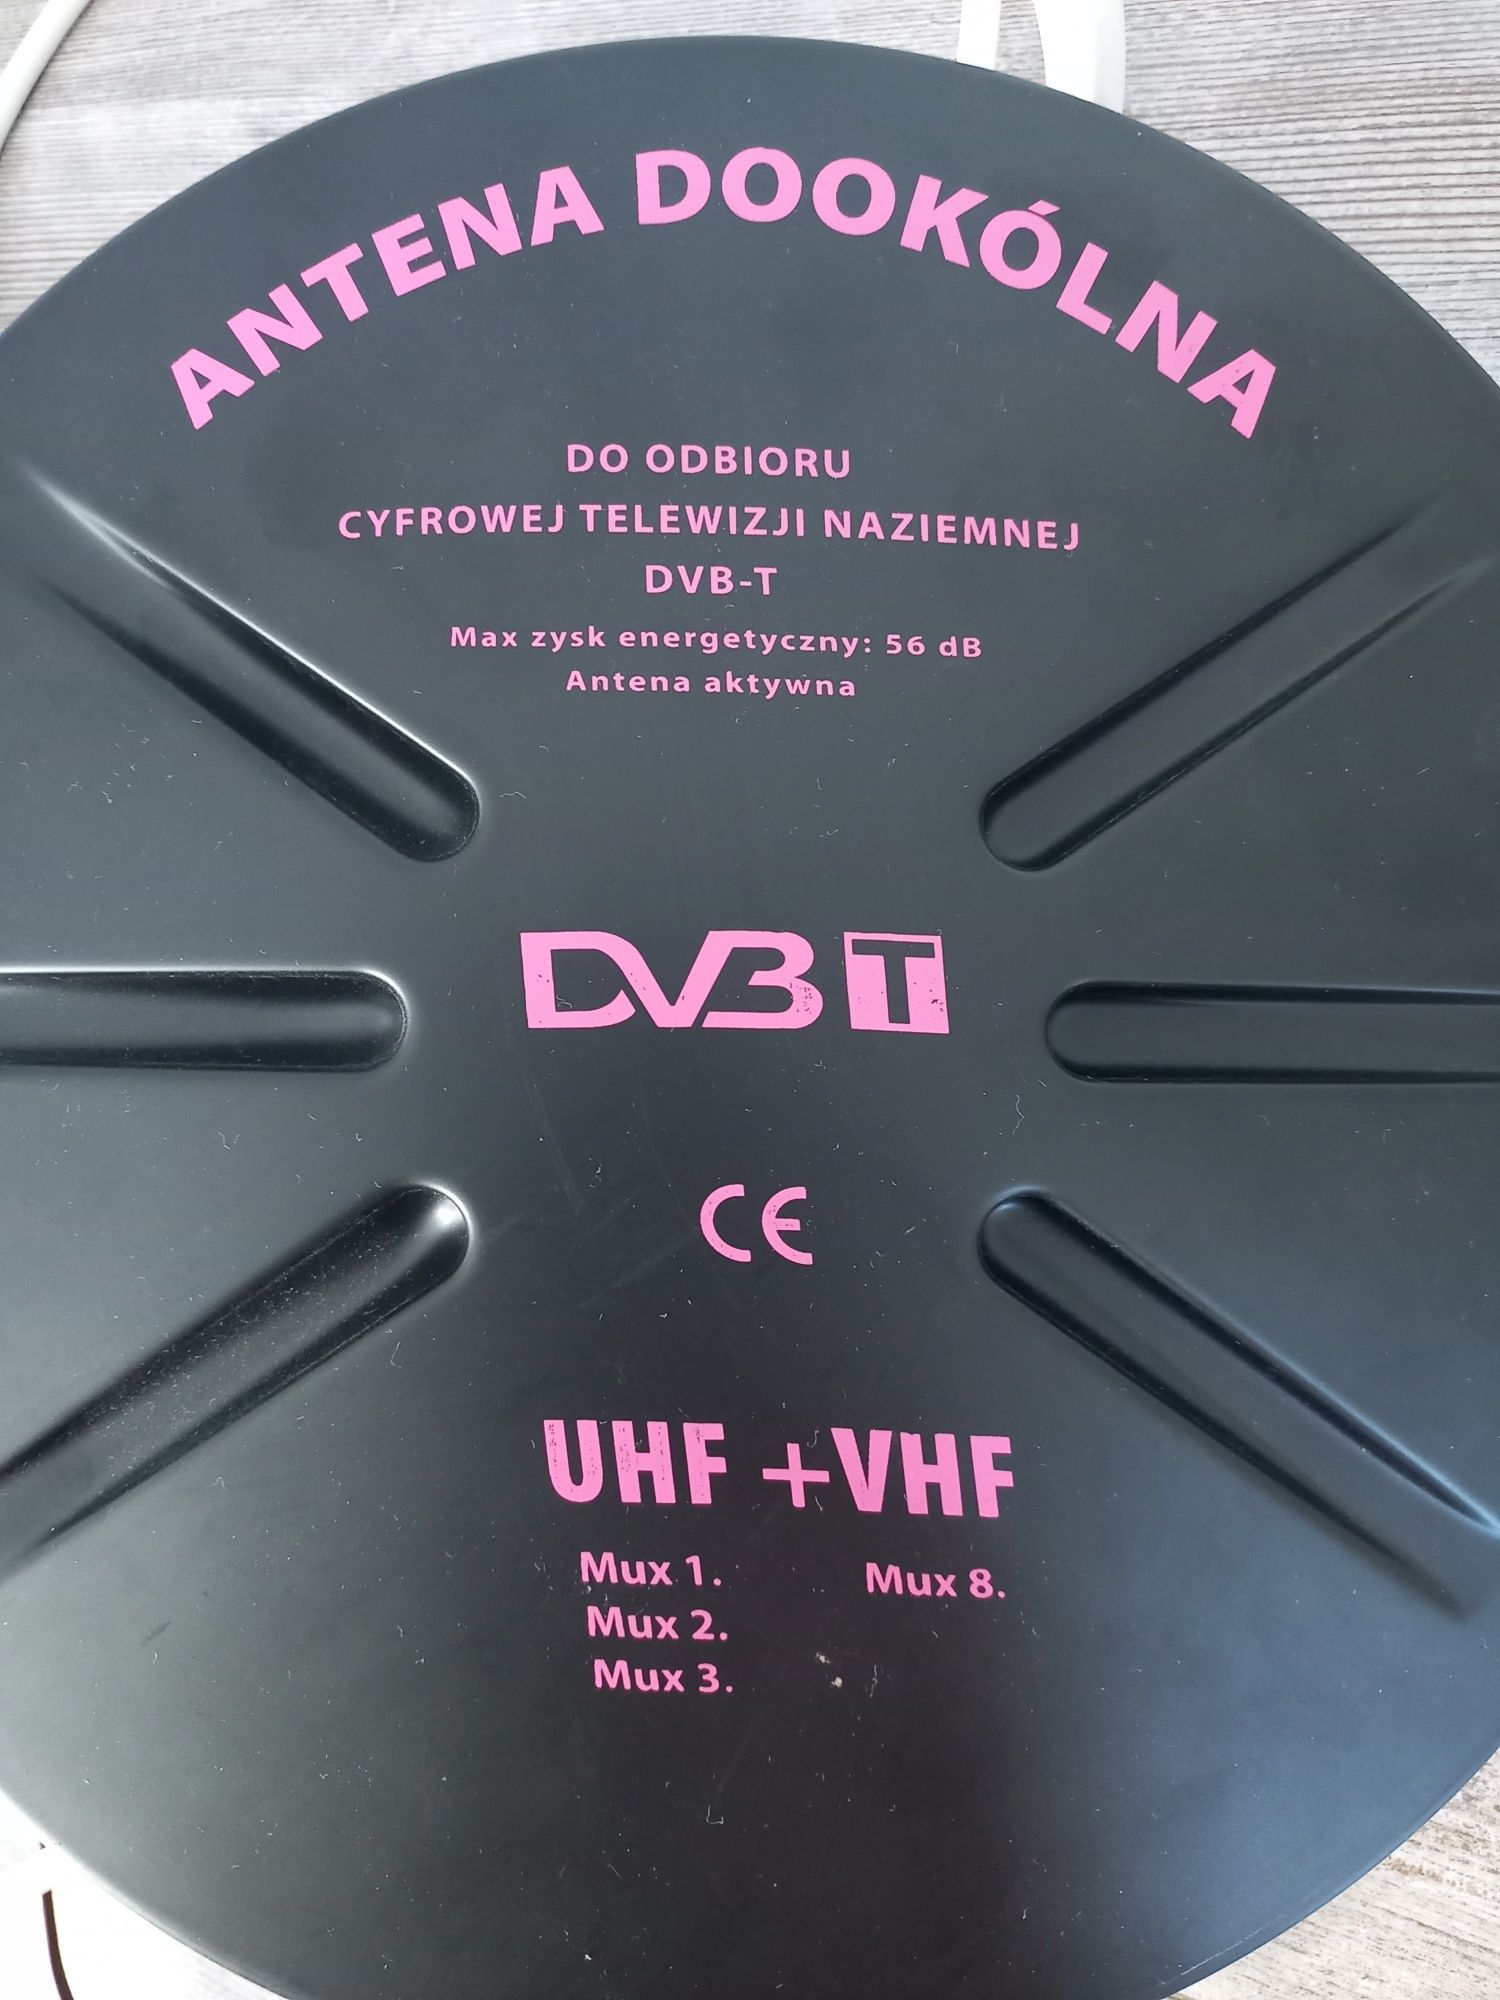 ANTENA DOOKÓLNA
DO ODBIORU
CYFROWEJ TELEWIZJI NAZIEMNEJ
DVB-T
Max zysk energetyczny: 56 dB
Antena aktywna
DVB T
CE
UHF +VHF
Mux 1. Mux 8.
Mux 2.
Mux 3.